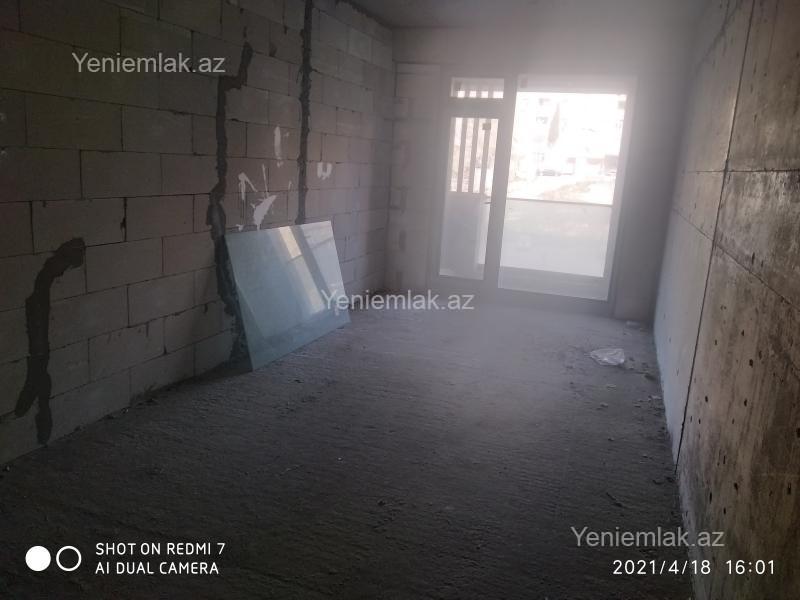 Yeniemlak.az
Yeniemlak.az
Yeniemlak.az
SHOT ON REDMI 7
AI DUAL CAMERA
2021/4/18 16:01